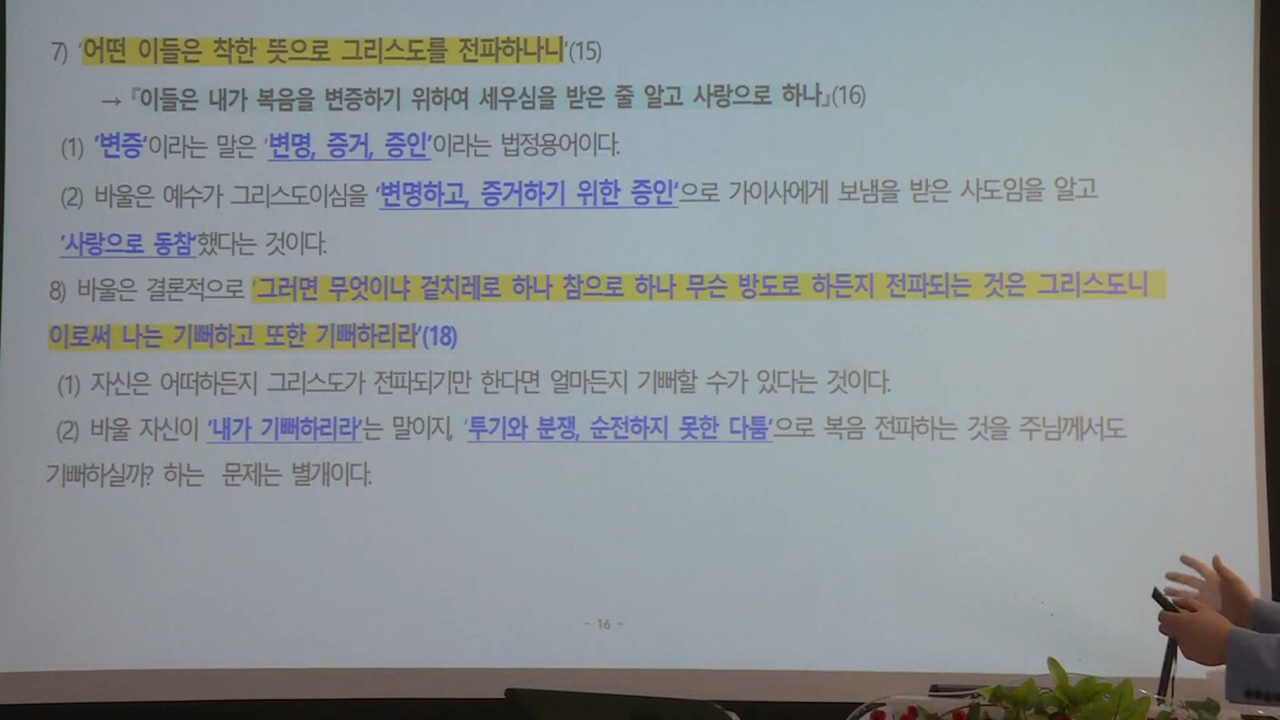 7) '어떤 이들은 착한 뜻으로 그리스도를 전파하나니'(15)
→ 『이들은 내가 복음을 변증하기 위하여 세우심을 받은 줄 알고 사랑으로 하나』(16)
(1) '변증'이라는 말은 '변명, 증거, 증인'이라는 법정용어이다.
(2) 바울은 예수가 그리스도이심을 '변명하고, 증거하기 위한 증인'으로 가이사에게 보냄을 받은 사도임을 알고
'사랑으로 동참'했다는 것이다.
8) 바울은 결론적으로 '그러면 무엇이냐 겉치레로 하나 참으로 하나 무슨 방도로 하든지 전파되는 것은 그리스도니
이로써 나는 기뻐하고 또한 기뻐하리라'(18)
(1) 자신은 어떠하든지 그리스도가 전파되기만 한다면 얼마든지 기뻐할 수가 있다는 것이다.
(2) 바울 자신이 '내가 기뻐하리라'는 말이지, '투기와 분쟁, 순전하지 못한 다툼'으로 복음 전파하는 것을 주님께서도
기뻐하실까? 하는 문제는 별개이다.
- 16 -